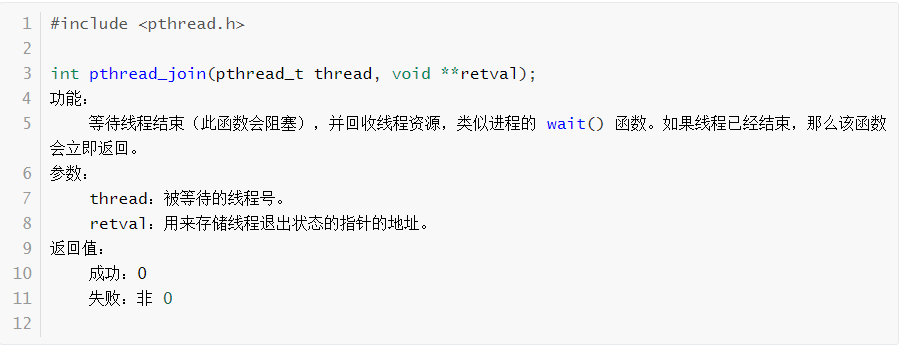 1 #include <pthread.h>
2
3 int pthread_join(pthread_t thread, void **retval);
4 功能：
5 等待线程结束（此函数会阻塞），并回收线程资源，类似进程的 wait() 函数。如果线程已经结束，那么该函数
会立即返回。
6 参数：
7 thread：被等待的线程号。
8 retval：用来存储线程退出状态的指针的地址。
9 返回值：
10 成功：0
11 失败：非 0
12